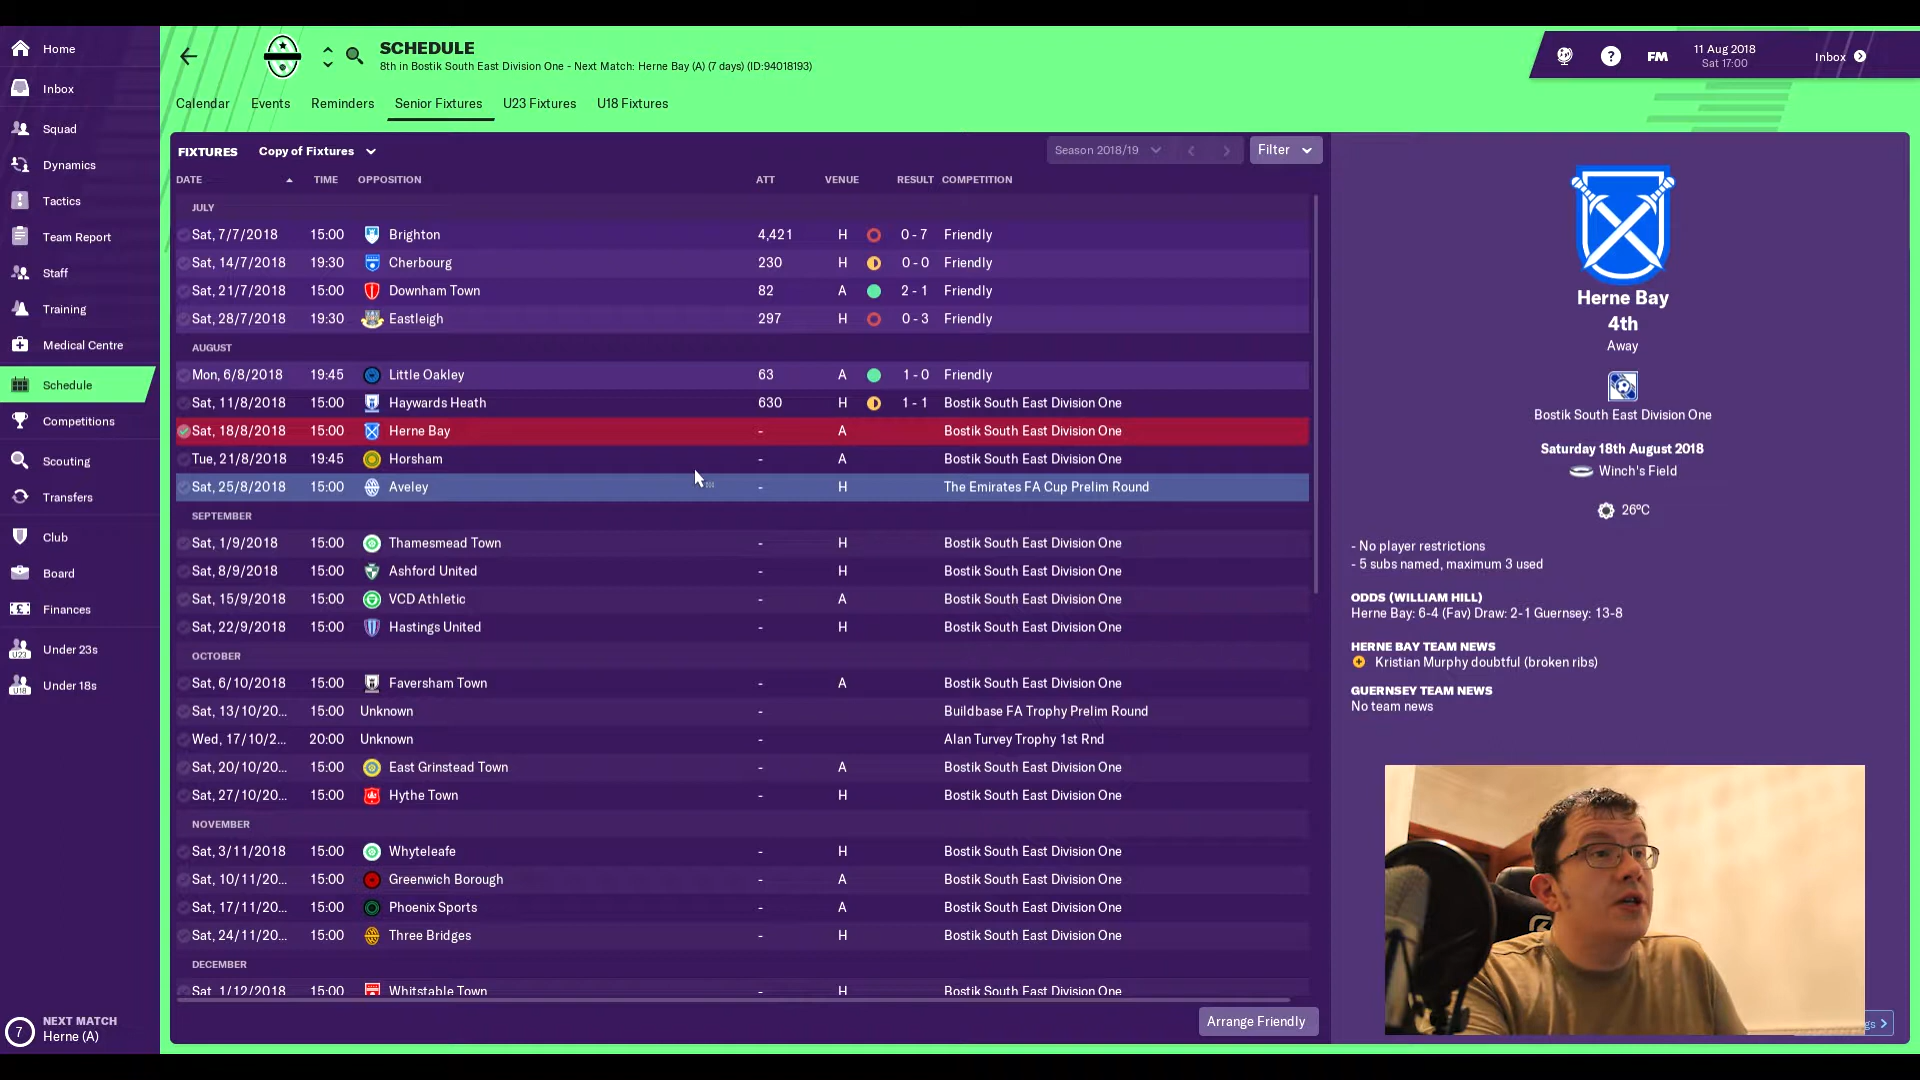 Home
Inbox
Squad
Dynamics
Tactics
Team Report
Staff
Training
Medical Centre
Schedule
Competitions
Scouting
Transfers
Club
Board
Finances
U23 Under 23s
U18 Under 18s
7 NEXT MATCH
Herne (A)
SCHEDULE
8th in Bostik South East Division One - Next Match: Herne Bay (A) (7 days) (ID:94018193)
? FM 11 Aug 2018
Sat 17:00
Inbox
Calendar Events Reminders Senior Fixtures U23 Fixtures U18 Fixtures
FIXTURES Copy of Fixtures Season 2018/19 Filter
DATE TIME OPPOSITION ATT VENUE RESULT COMPETITION
JULY
Sat, 7/7/2018 15:00 Brighton 4,421 H 0 - 7 Friendly
Sat, 14/7/2018 19:30 Cherbourg 230 H 0 - 0 Friendly
Sat, 21/7/2018 15:00 Downham Town 82 A 2 - 1 Friendly
Sat, 28/7/2018 19:30 Eastleigh 297 H 0 - 3 Friendly
AUGUST
Mon, 6/8/2018 19:45 Little Oakley 63 A 1 - 0 Friendly
Sat, 11/8/2018 15:00 Haywards Heath 630 H 1 - 1 Bostik South East Division One
Sat, 18/8/2018 15:00 Herne Bay - A Bostik South East Division One
Tue, 21/8/2018 19:45 Horsham - A Bostik South East Division One
Sat, 25/8/2018 15:00 Aveley - H The Emirates FA Cup Prelim Round
SEPTEMBER
Sat, 1/9/2018 15:00 Thamesmead Town - H Bostik South East Division One
Sat, 8/9/2018 15:00 Ashford United - H Bostik South East Division One
Sat, 15/9/2018 15:00 VCD Athletic - A Bostik South East Division One
Sat, 22/9/2018 15:00 Hastings United - H Bostik South East Division One
OCTOBER
Sat, 6/10/2018 15:00 Faversham Town - A Bostik South East Division One
Sat, 13/10/20... 15:00 Unknown - Buildbase FA Trophy Prelim Round
Wed, 17/10/2... 20:00 Unknown - Alan Turvey Trophy 1st Rnd
Sat, 20/10/20... 15:00 East Grinstead Town - A Bostik South East Division One
Sat, 27/10/20... 15:00 Hythe Town - H Bostik South East Division One
NOVEMBER
Sat, 3/11/2018 15:00 Whyteleafe - H Bostik South East Division One
Sat, 10/11/20... 15:00 Greenwich Borough - A Bostik South East Division One
Sat, 17/11/20... 15:00 Phoenix Sports - A Bostik South East Division One
Sat, 24/11/20... 15:00 Three Bridges - H Bostik South East Division One
DECEMBER
Sat, 1/12/2018 15:00 Whitstable Town - H Bostik South East Division One
Arrange Friendly
Herne Bay
4th
Away
Bostik South East Division One
Saturday 18th August 2018
Winch's Field
26ºC
- No player restrictions
- 5 subs named, maximum 3 used
ODDS (WILLIAM HILL)
Herne Bay: 6-4 (Fav) Draw: 2-1 Guernsey: 13-8
HERNE BAY TEAM NEWS
Kristian Murphy doubtful (broken ribs)
GUERNSEY TEAM NEWS
No team news